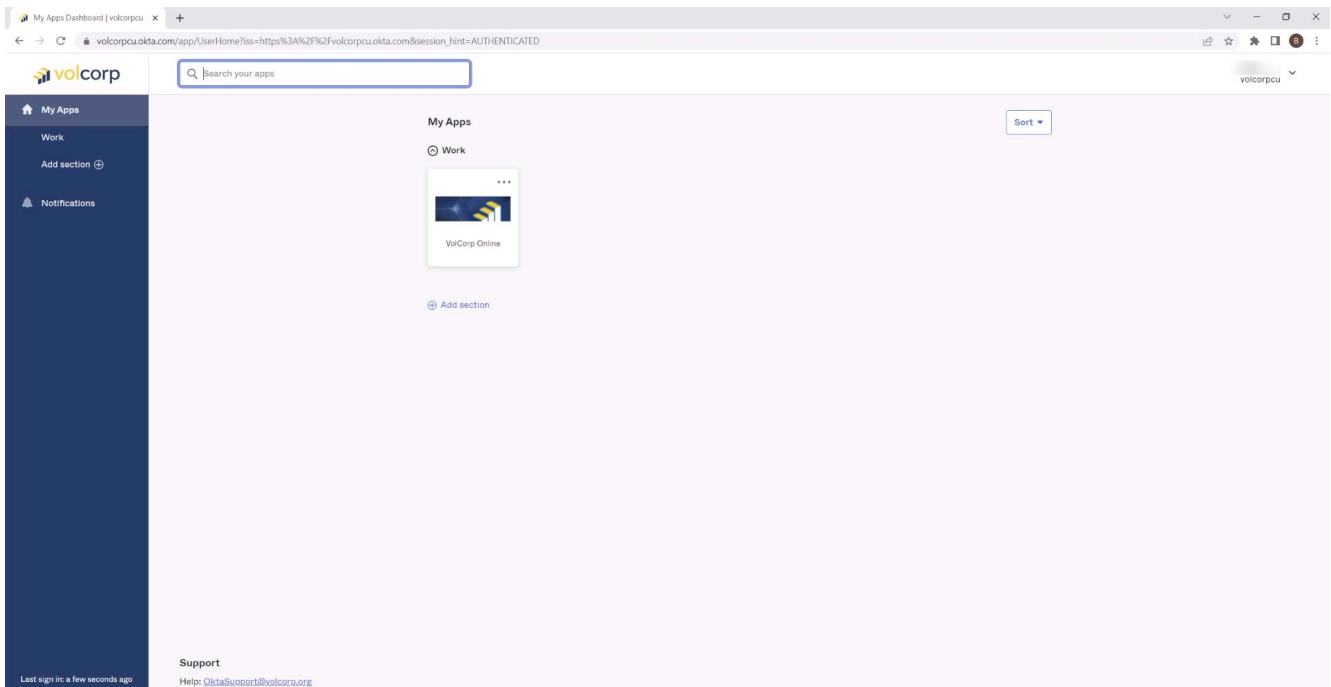 My Apps Dashboard | volcorpcu
volcorpcu.okta.com/app/UserHome?iss=https%3A%2F%2Fvolcorpcu.okta.com&session_hint=AUTHENTICATED
B
volcorp
Search your apps
volcorpcu
My Apps
Work
Add section
Notifications
My Apps
Sort
Work
VolCorp Online
Add section
Support
Last sign in: a few seconds ago
Help: OktaSupport@volcorp.org